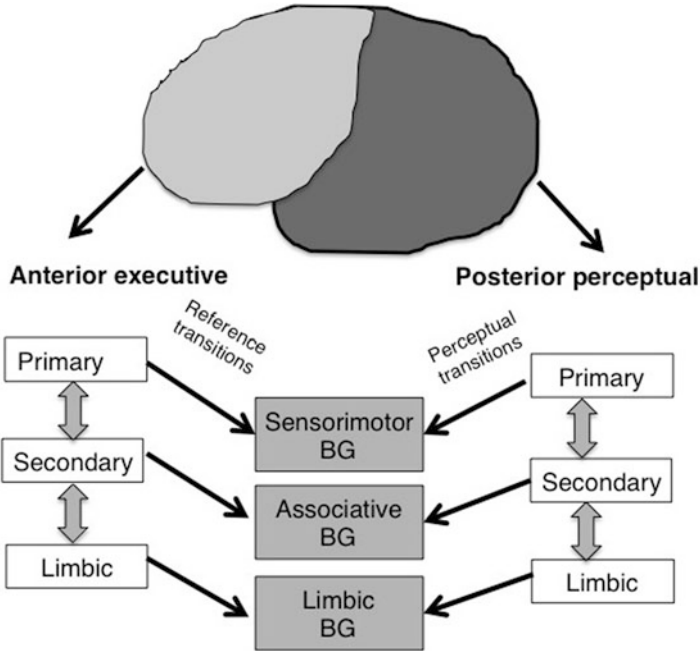 Anterior executive
Posterior perceptual
Reference
transitions
Perceptual
transitions
Primary
Secondary
Limbic
Sensorimotor
BG
Associative
BG
Limbic
BG
Primary
Secondary
Limbic